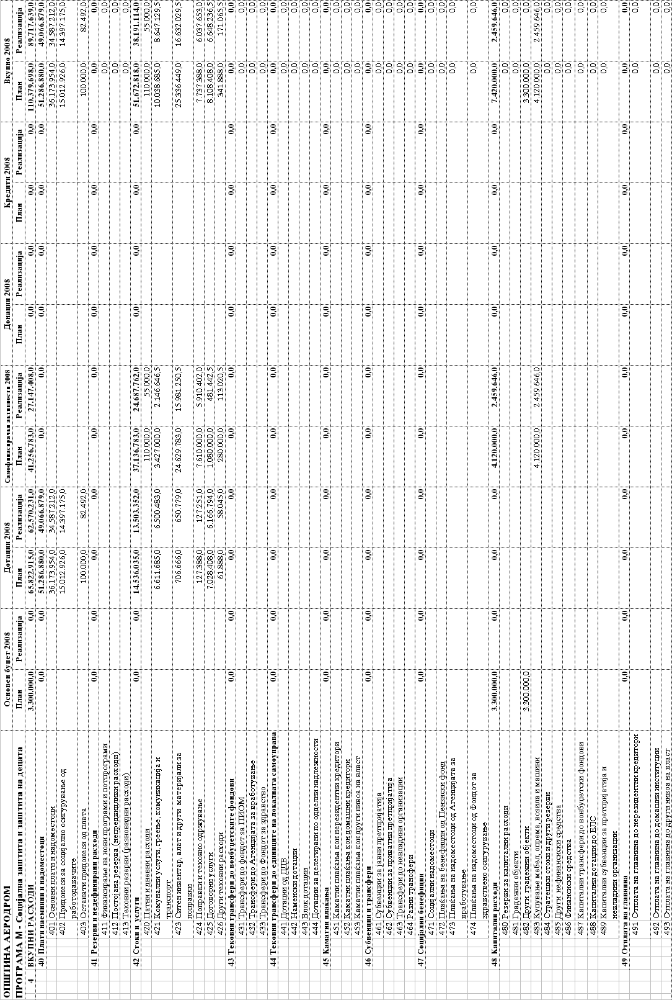 ОПШТИНА АЕРОДРОМ Основен буџет 2008 Дотации 2008 Самофинасирачки активности 2008 Донации 2008 Кредити 2008 Вкупно 2008
ПРОГРАМА М - Социјална заштита и заштита на децата План Реализација План Реализација План Реализација План Реализација План Реализација План Реализација
4 ВКУПНИ РАСХОДИ 3.300.000,0 0,0 65.822.915,0 62.570.231,0 41.256.783,0 27.147.408,0 0,0 0,0 0,0 0,0 110.379.698,0 89.717.639,0
40 Плати наемнини и надоместоци 0,0 0,0 51.286.880,0 49.066.879,0 0,0 0,0 0,0 0,0 0,0 0,0 51.286.880,0 49.066.879,0
401 Основни плати и надоместоци 36.173.954,0 34.587.212,0 36.173.954,0 34.587.212,0
402 Придонеси за социјално осигурување од 15.012.926,0 14.397.175,0 15.012.926,0 14.397.175,0
работодавачите
403 Останати придонеси од плата 100.000,0 82.492,0 100.000,0 82.492,0
41 Резерви и недефинирани расходи 0,0 0,0 0,0 0,0 0,0 0,0 0,0 0,0 0,0 0,0 0,0 0,0
411 Финансирање на нови програми и потпрограми 0,0 0,0
412 Постојана резерва (непредвидливи расходи) 0,0 0,0
413 Тековни резерви (разновидни расходи) 0,0 0,0
42 Стоки и услуги 0,0 0,0 14.536.035,0 13.503.352,0 37.136.783,0 24.687.762,0 0,0 0,0 0,0 0,0 51.672.818,0 38.191.114,0
420 Патни и дневни расходи 110.000,0 55.000,0 110.000,0 55.000,0
421 Комунални услуги, греење, комуникација и 6.611.685,0 6.500.483,0 3.427.000,0 2.146.646,5 10.038.685,0 8.647.129,5
транспорт
423 Ситен инвентар, алат и други материјали за 706.666,0 650.779,0 24.629.783,0 15.981.250,5 25.336.449,0 16.632.029,5
поправки
424 Поправки и тековно одржување 127.388,0 127.251,0 7.610.000,0 5.910.402,0 7.737.388,0 6.037.653,0
425 Договорни услуги 7.028.408,0 6.166.794,0 1.080.000,0 481.442,5 8.108.408,0 6.648.236,5
426 Други тековни расходи 61.888,0 58.045,0 280.000,0 113.020,5 341.888,0 171.065,5
43 Тековни трансфери до вонбуџетските фондови 0,0 0,0 0,0 0,0 0,0 0,0 0,0 0,0 0,0 0,0 0,0 0,0
431 Трансфери до фондот за ПИОМ 0,0 0,0
432 Трансфери до Агенцијата за вработување 0,0 0,0
433 Трансфери до Фондот за здравство 0,0 0,0
44 Тековни трансфери до единиците на локалната самоуправа 0,0 0,0 0,0 0,0 0,0 0,0 0,0 0,0 0,0 0,0 0,0 0,0
441 Дотации од ДДВ 0,0 0,0
442 Наменски дотации 0,0 0,0
443 Блок дотации 0,0 0,0
444 Дотации за делегирани по одделни надлежности 0,0 0,0
45 Каматни плаќања 0,0 0,0 0,0 0,0 0,0 0,0 0,0 0,0 0,0 0,0 0,0 0,0
451 Каматни плаќања кон нерезидентни кредитори 0,0 0,0
452 Каматни плаќања кон домашни кредитори 0,0 0,0
453 Каматни плаќања кон други нивоа на власт 0,0 0,0
46 Субвенции и трансфери 0,0 0,0 0,0 0,0 0,0 0,0 0,0 0,0 0,0 0,0 0,0 0,0
461 Субвенции за јавни претпријатија 0,0 0,0
462 Субвенции за приватни претпријатија 0,0 0,0
463 Трансфери до невладини организации 0,0 0,0
464 Разни трансфери 0,0 0,0
47 Социјални бенефиции 0,0 0,0 0,0 0,0 0,0 0,0 0,0 0,0 0,0 0,0 0,0 0,0
471 Социјални надоместоци 0,0 0,0
472 Плаќања на бенефиции од Пензиски фонд 0,0 0,0
473 Плаќања на надоместоци од Агенцијата за 0,0 0,0
вработување
474 Плаќања на надоместоци од Фондот за 0,0 0,0
здравствено осигурување
48 Капитални расходи 3.300.000,0 0,0 0,0 0,0 4.120.000,0 2.459.646,0 0,0 0,0 0,0 0,0 7.420.000,0 2.459.646,0
480 Резерви за капитални расходи 0,0 0,0
481 Градежни објекти 0,0 0,0
482 Други градежни објекти 3.300.000,0 3.300.000,0 0,0
483 Купување мебел, опрема, возила и машини 4.120.000,0 2.459.646,0 4.120.000,0 2.459.646,0
484 Стратешки стоки и други резерви 0,0 0,0
485 Други нефинансиски средства 0,0 0,0
486 Финансиски средства 0,0 0,0
487 Капитални трансфери до вонбуџетски фондови 0,0 0,0
488 Капитални дотации до ЕЛС 0,0 0,0
489 Капитални субвенции за претпријатија и 0,0 0,0
невладини организации
49 Отплата на главнина 0,0 0,0 0,0 0,0 0,0 0,0 0,0 0,0 0,0 0,0 0,0 0,0
491 Отплата на главнина до нерезидентни кредитори 0,0 0,0
492 Отплата на главнина до домашни институции 0,0 0,0
493 Отплата на главнина до други нивоа на власт 0,0 0,0